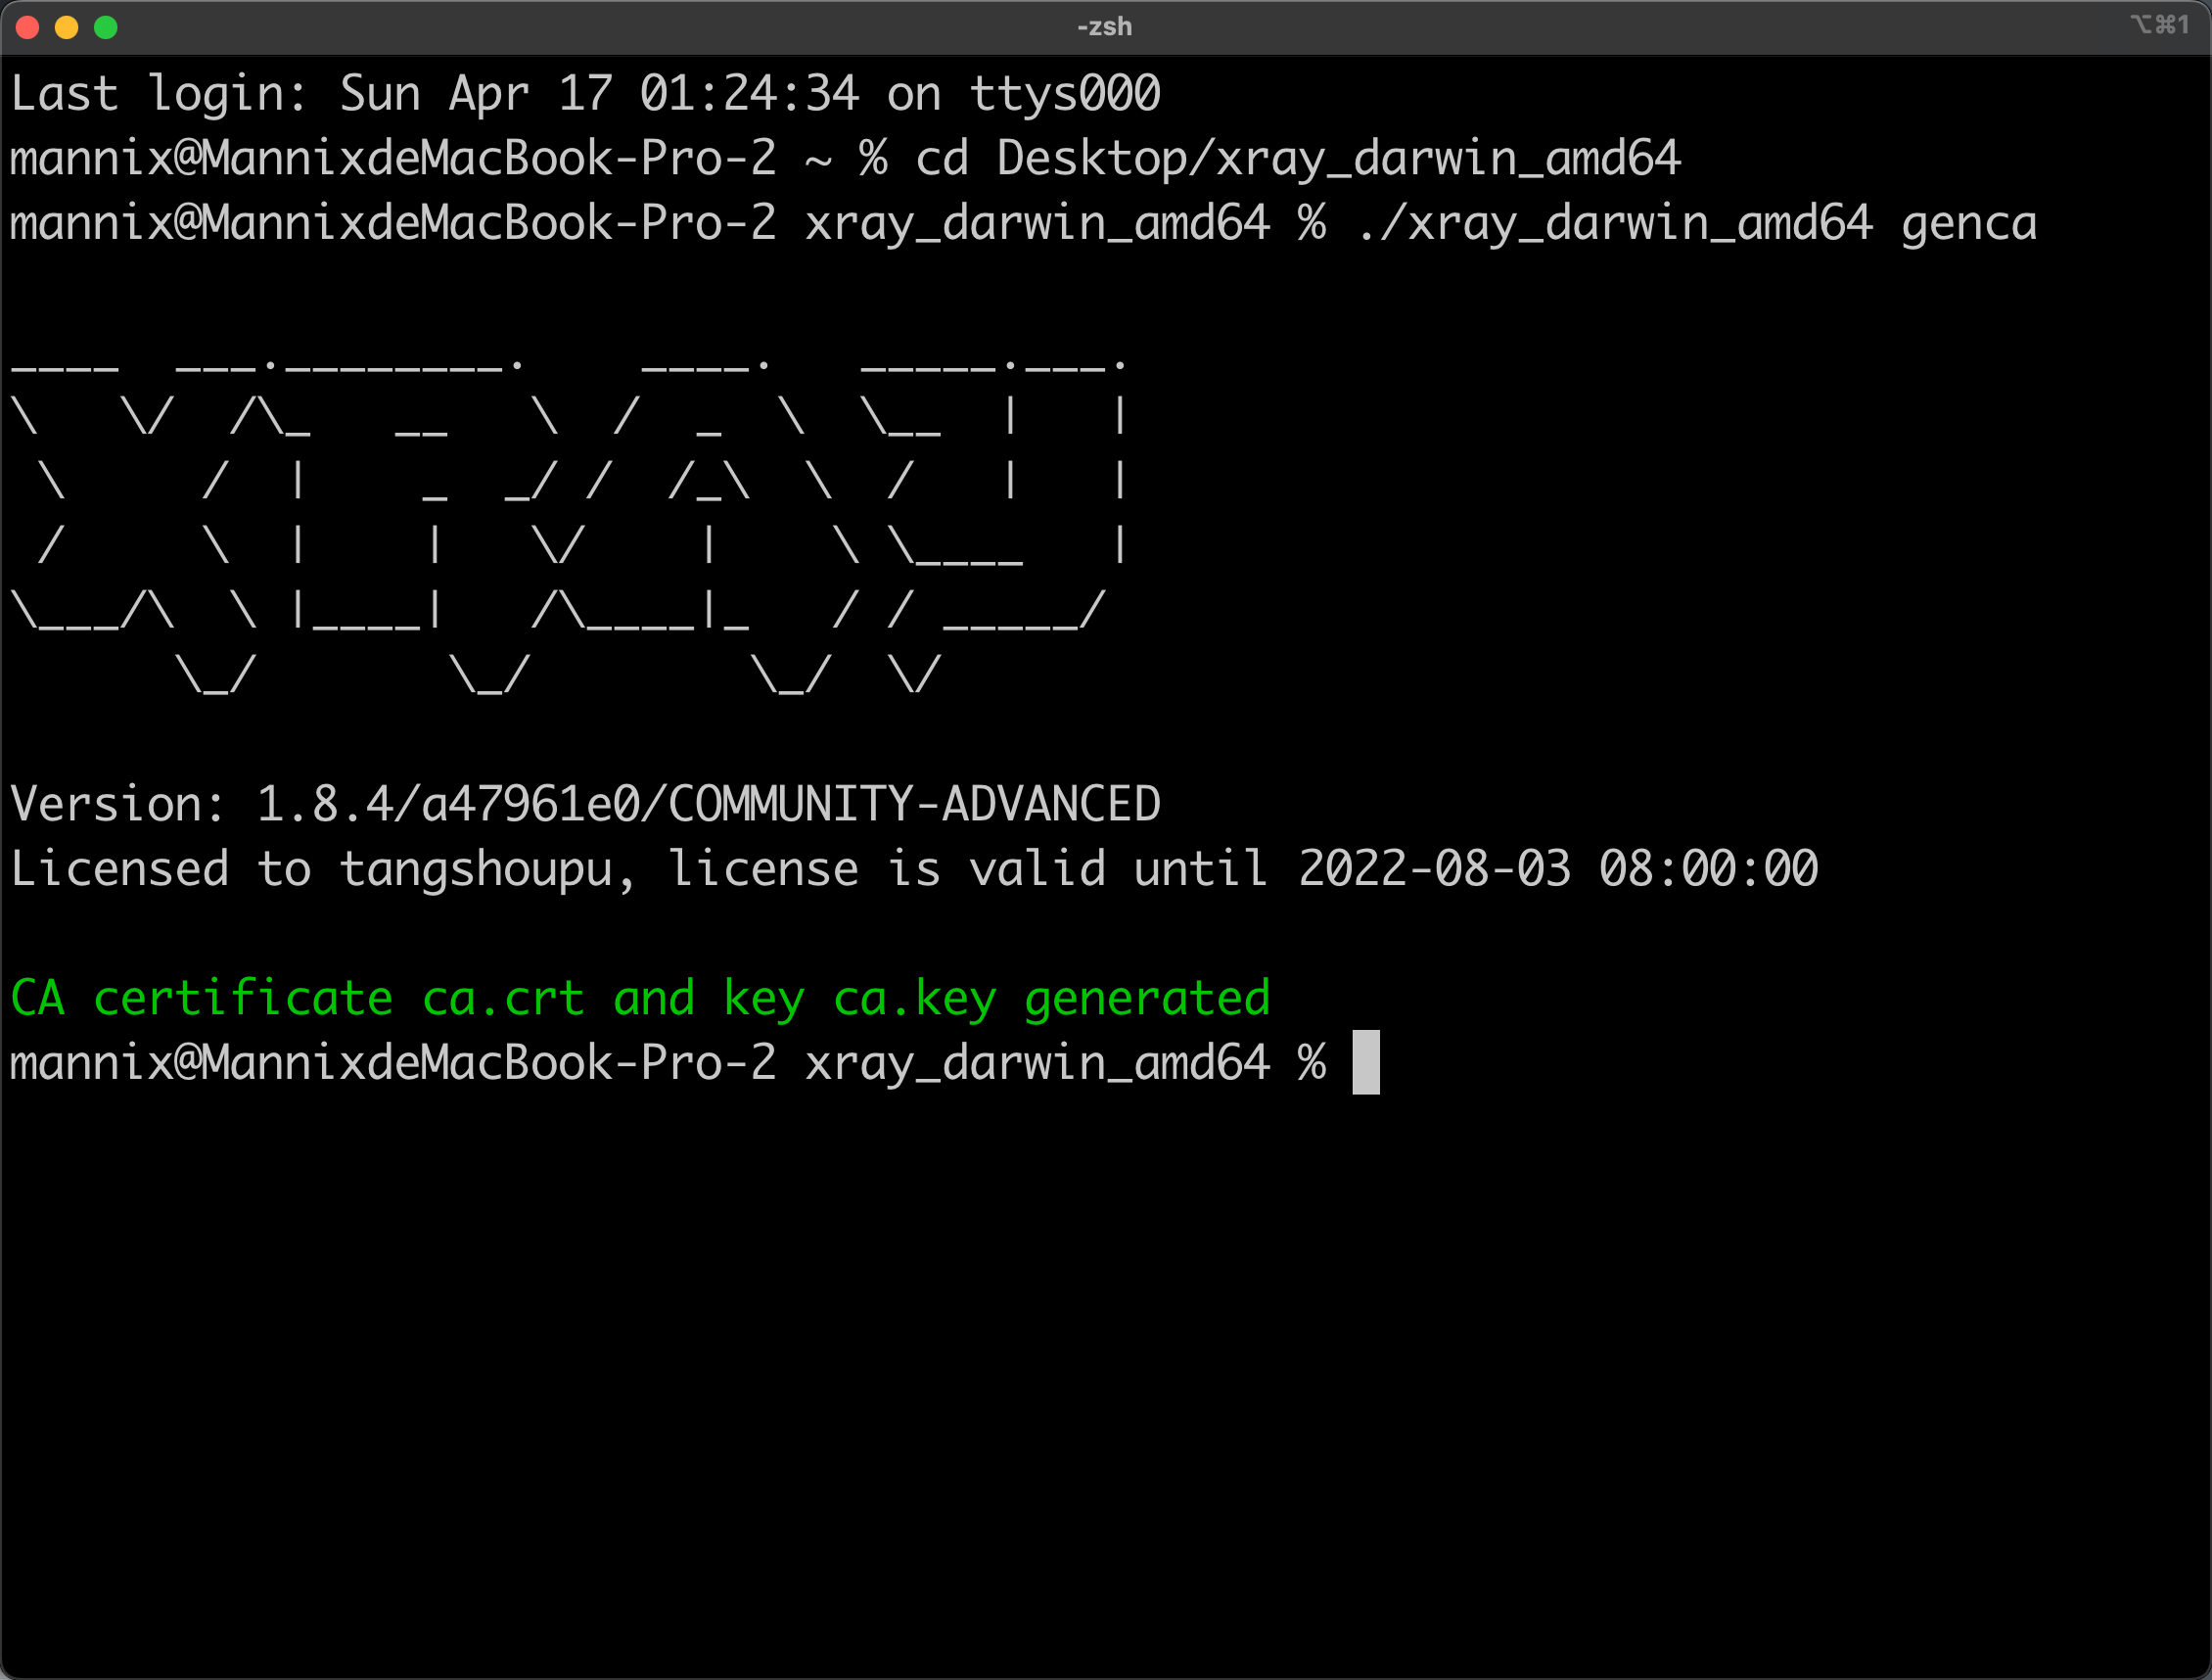 -zsh ⌥⌘1
Last login: Sun Apr 17 01:24:34 on ttys000
mannix@MannixdeMacBook-Pro-2 ~ % cd Desktop/xray_darwin_amd64
mannix@MannixdeMacBook-Pro-2 xray_darwin_amd64 % ./xray_darwin_amd64 genca
____  ___.________.    ____.   _____.___.
\   \/  /\_   __   \  /  _  \  \__  |   |
 \     /  |    _  _/ /  /_\  \  /   |   |
 /     \  |    |   \/    |    \ \____   |
\___/\  \ |____|   /\____|_   / / _____/
      \_/       \_/        \_/  \/
Version: 1.8.4/a47961e0/COMMUNITY-ADVANCED
Licensed to tangshoupu, license is valid until 2022-08-03 08:00:00
CA certificate ca.crt and key ca.key generated
mannix@MannixdeMacBook-Pro-2 xray_darwin_amd64 %